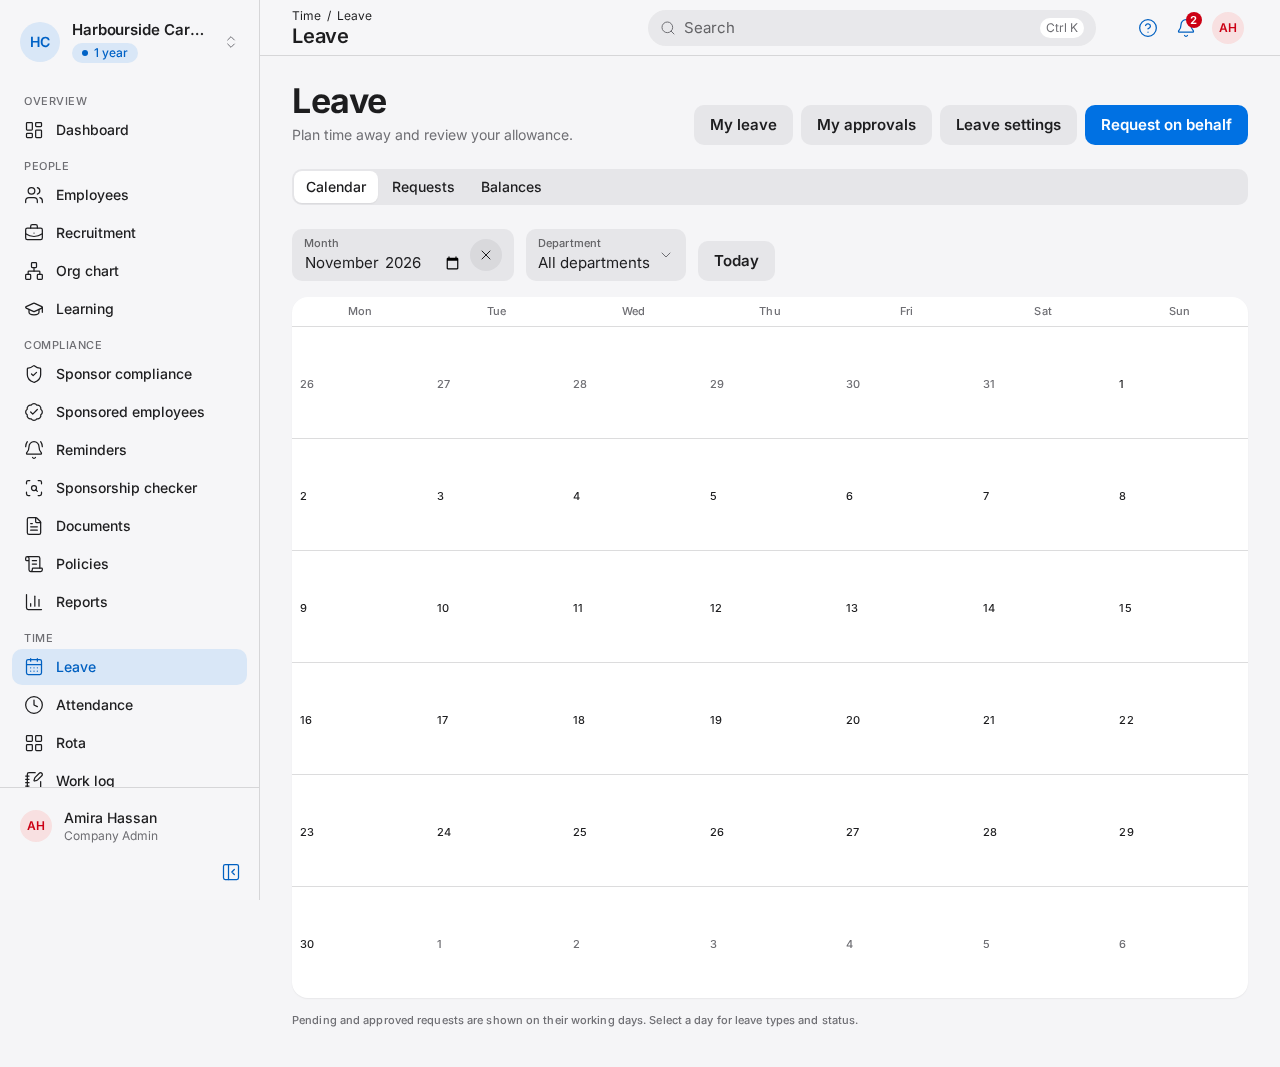 HC
Harbourside Car...
1 year
OVERVIEW
Dashboard
PEOPLE
Employees
Recruitment
Org chart
Learning
COMPLIANCE
Sponsor compliance
Sponsored employees
Reminders
Sponsorship checker
Documents
Policies
Reports
TIME
Leave
Attendance
Rota
Work log
AH
Amira Hassan
Company Admin
Time / Leave
Leave
Search
Ctrl K
2
AH
Leave
Plan time away and review your allowance.
My leave
My approvals
Leave settings
Request on behalf
Calendar
Requests
Balances
Month
November 2026
Department
All departments
Today
Mon Tue Wed Thu Fri Sat Sun
26 27 28 29 30 31 1
2 3 4 5 6 7 8
9 10 11 12 13 14 15
16 17 18 19 20 21 22
23 24 25 26 27 28 29
30 1 2 3 4 5 6
Pending and approved requests are shown on their working days. Select a day for leave types and status.